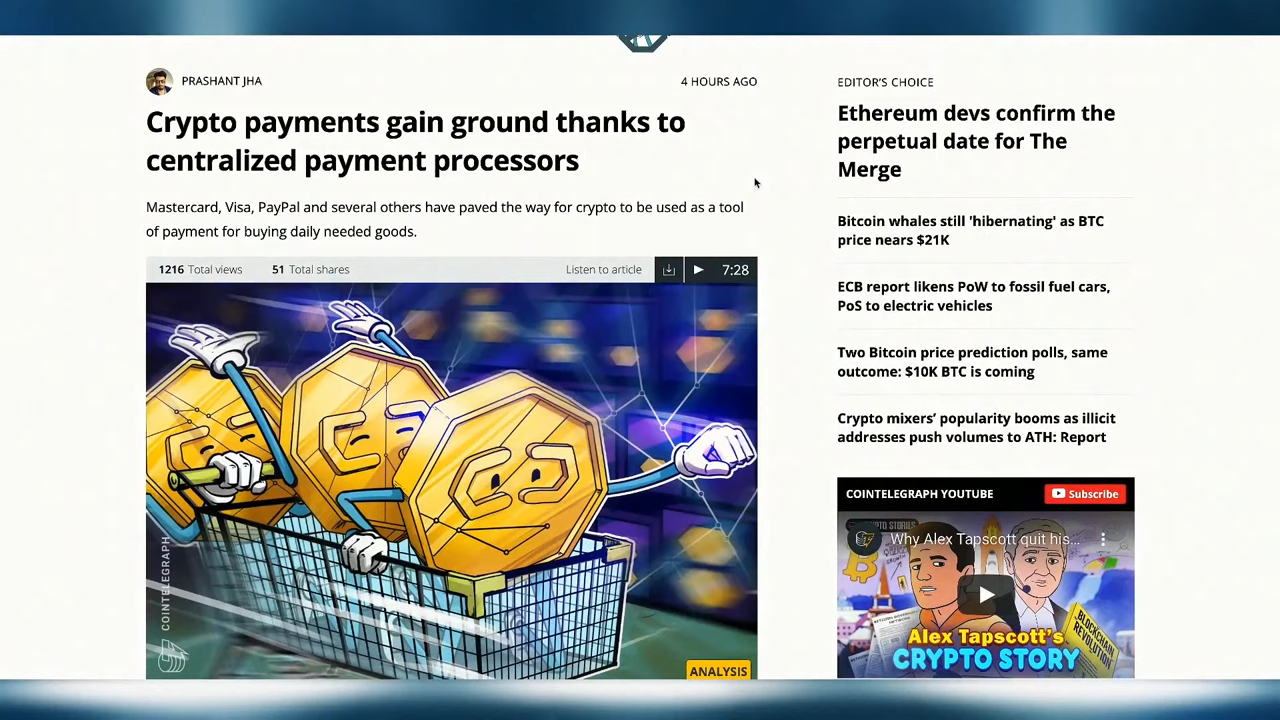 PRASHANT JHA
4 HOURS AGO
Crypto payments gain ground thanks to
centralized payment processors
Mastercard, Visa, PayPal and several others have paved the way for crypto to be used as a tool
of payment for buying daily needed goods.
1216 Total views
51 Total shares
Listen to article
7:28
COINTELEGRAPH
ANALYSIS
EDITOR'S CHOICE
Ethereum devs confirm the
perpetual date for The
Merge
Bitcoin whales still 'hibernating' as BTC
price nears $21K
ECB report likens PoW to fossil fuel cars,
PoS to electric vehicles
Two Bitcoin price prediction polls, same
outcome: $10K BTC is coming
Crypto mixers’ popularity booms as illicit
addresses push volumes to ATH: Report
COINTELEGRAPH YOUTUBE
Subscribe
Why Alex Tapscott quit his...
BLOCKCHAIN
REVOLUTION
Alex Tapscott's
CRYPTO STORY